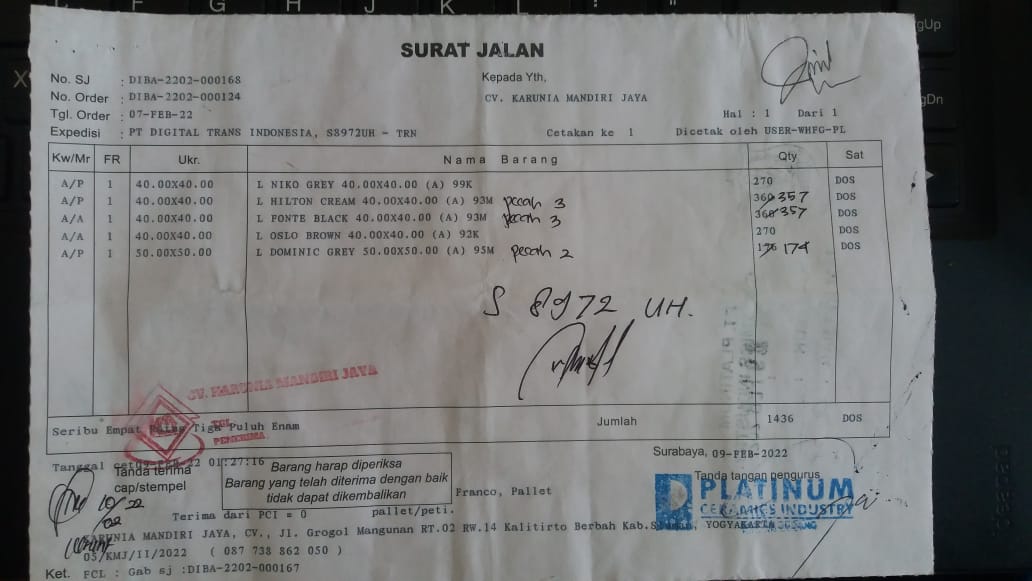 SURAT JALAN
No. SJ : DIBA-2202-000168
Kepada Yth,
No. Order : DIBA-2202-000124
CV. KARUNIA MANDIRI JAYA
Tgl. Order : 07-FEB-22
Hal : 1 Dari 1
Expedisi : PT DIGITAL TRANS INDONESIA, S8972UH - TRN Cetakan ke 1 Dicetak oleh USER-WHFG-PL
Kw/Mr FR Ukr. Nama Barang Qty Sat
A/P 1 40.00X40.00 L NIKO GREY 40.00X40.00 (A) 99K 270 DOS
A/P 1 40.00X40.00 L HILTON CREAM 40.00X40.00 (A) 93M pecah 3 360 357 DOS
A/A 1 40.00X40.00 L FONTE BLACK 40.00X40.00 (A) 93M pecah 3 360 357 DOS
A/A 1 40.00X40.00 L OSLO BROWN 40.00X40.00 (A) 92K 270 DOS
A/P 1 50.00X50.00 L DOMINIC GREY 50.00X50.00 (A) 95M pecah 2 176 174 DOS
S 8972 UH.
CV. KARUNIA MANDIRI JAYA
TGL.
PENERIMA
Seribu Empat Ratus Tiga Puluh Enam Jumlah 1436 DOS
Surabaya, 09-FEB-2022
Tanggal cet 09-FEB-22 01:27:16
Tanda terima
cap/stempel
Barang harap diperiksa
Barang yang telah diterima dengan baik
tidak dapat dikembalikan
Tanda tangan pengurus
PLATINUM
CERAMICS INDUSTRY
10/02 22
Franco, Pallet
Terima dari PCI = 0 pallet/peti.
KARUNIA MANDIRI JAYA, CV., Jl. Grogol Mangunan RT.02 RW.14 Kalitirto Berbah Kab.Sleman, YOGYAKARTA
05/KMJ/II/2022 ( 087 738 862 050 )
Ket. FCL : Gab sj :DIBA-2202-000167